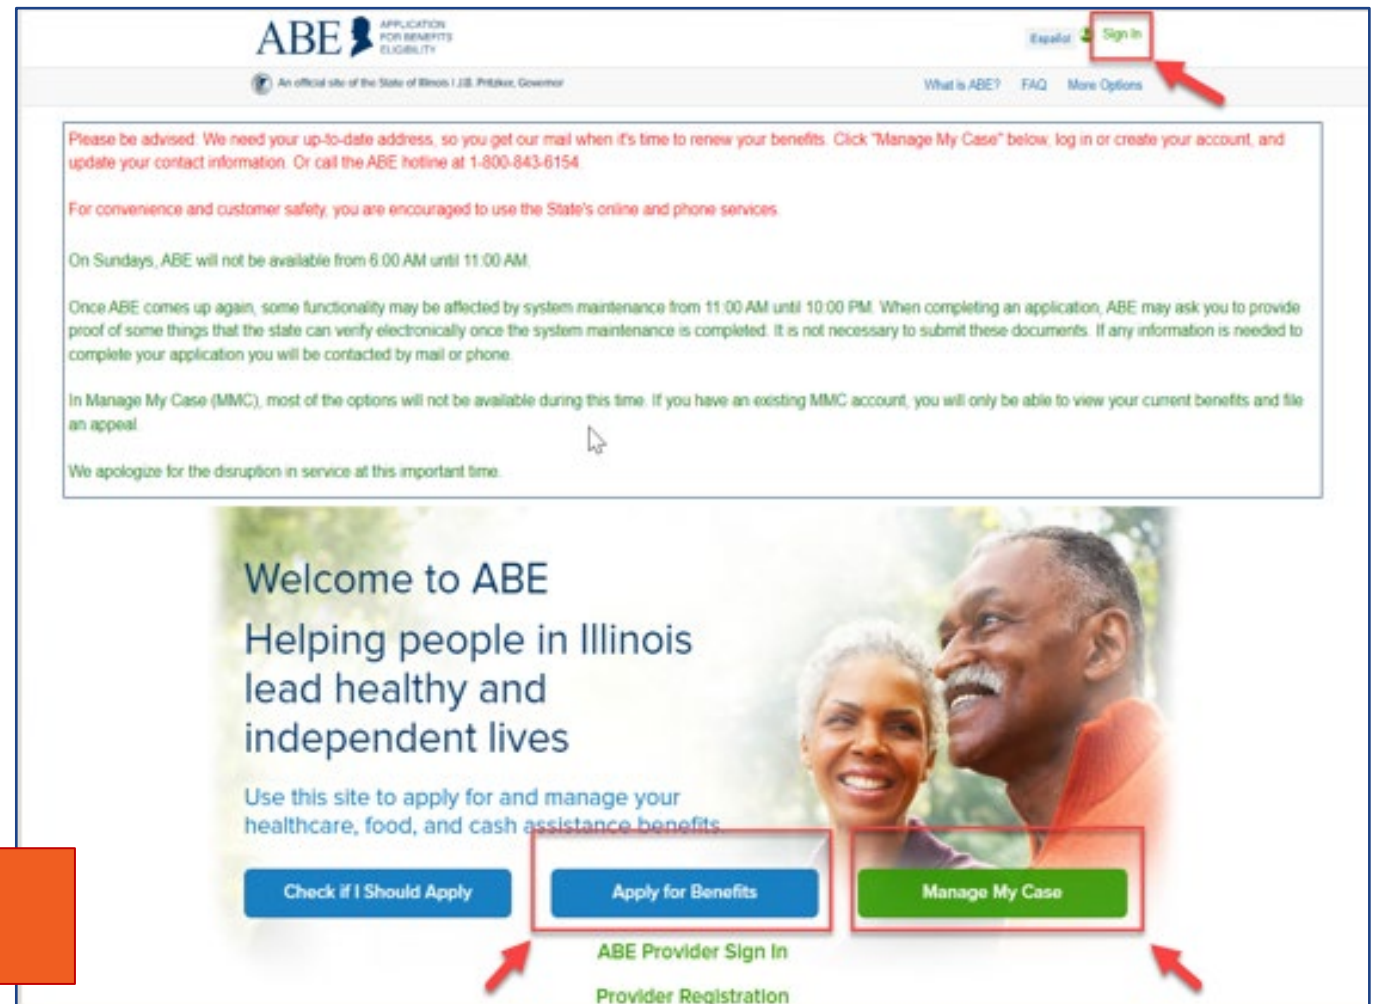 ABE
APPLICATION
FOR BENEFITS
ELIGIBILITY
Español
Sign In
An official site of the State of Illinois | J.B. Pritzker, Governor
What is ABE? FAQ More Options
Please be advised: We need your up-to-date address, so you get our mail when it's time to renew your benefits. Click "Manage My Case" below, log in or create your account, and
update your contact information. Or call the ABE hotline at 1-800-843-6154.
For convenience and customer safety, you are encouraged to use the State's online and phone services.
On Sundays, ABE will not be available from 6:00 AM until 11:00 AM.
Once ABE comes up again, some functionality may be affected by system maintenance from 11:00 AM until 10:00 PM. When completing an application, ABE may ask you to provide
proof of some things that the state can verify electronically once the system maintenance is completed. It is not necessary to submit these documents. If any information is needed to
complete your application you will be contacted by mail or phone.
In Manage My Case (MMC), most of the options will not be available during this time. If you have an existing MMC account, you will only be able to view your current benefits and file
an appeal.
We apologize for the disruption in service at this important time.
Welcome to ABE
Helping people in Illinois
lead healthy and
independent lives
Use this site to apply for and manage your
healthcare, food, and cash assistance benefits.
Check if I Should Apply
Apply for Benefits
Manage My Case
ABE Provider Sign In
Provider Registration